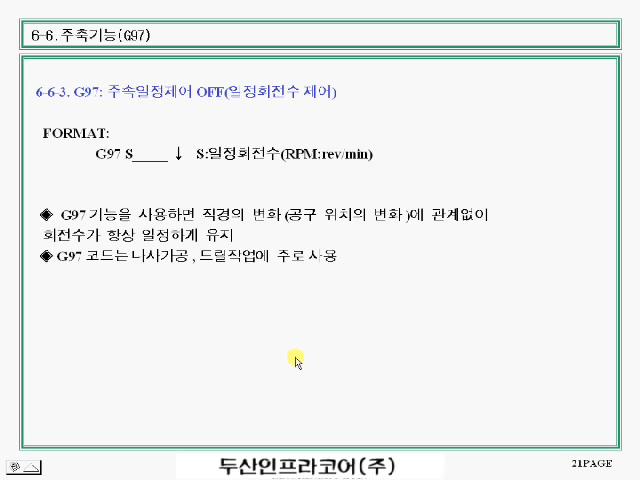 6-6. 주축기능(G97)
6-6-3. G97: 주속일정제어 OFF(일정회전수 제어)
FORMAT:
G97 S_____ ↓ S:일정회전수(RPM:rev/min)
◈ G97 기능을 사용하면 직경의 변화 (공구 위치의 변화)에 관계없이
회전수가 항상 일정하게 유지
◈ G97 코드는 나사가공 , 드릴작업에 주로 사용
두산인프라코어(주)
21PAGE